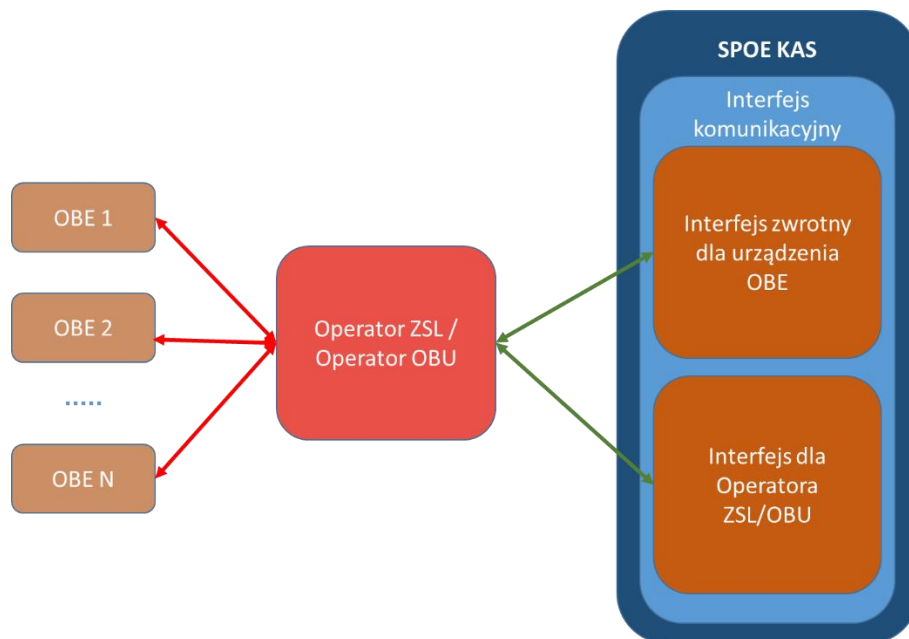 SPOE KAS
Interfejs
komunikacyjny
OBE 1
OBE 2
.....
OBE N
Operator ZSL /
Operator OBU
Interfejs zwrotny
dla urządzenia
OBE
Interfejs dla
Operatora
ZSL/OBU